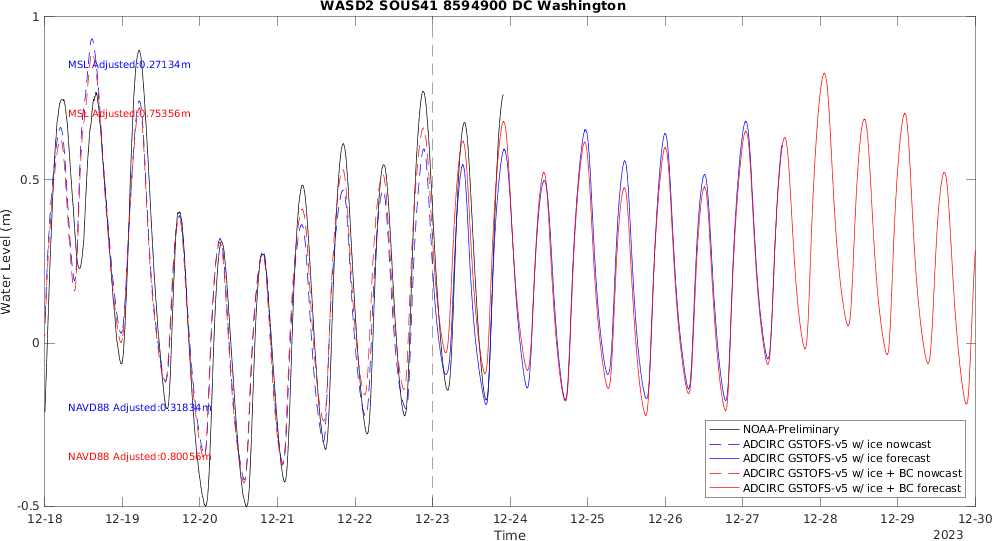 WASD2 SOUS41 8594900 DC Washington
Water Level (m)
1
0.5
0
-0.5
MSL Adjusted:0.27134m
MSL Adjusted:0.75356m
NAVD88 Adjusted:0.31834m
NAVD88 Adjusted:0.80056m
NOAA-Preliminary
ADCIRC GSTOFS-v5 w/ ice nowcast
ADCIRC GSTOFS-v5 w/ ice forecast
ADCIRC GSTOFS-v5 w/ ice + BC nowcast
ADCIRC GSTOFS-v5 w/ ice + BC forecast
12-18 12-19 12-20 12-21 12-22 12-23 12-24 12-25 12-26 12-27 12-28 12-29 12-30
Time
2023